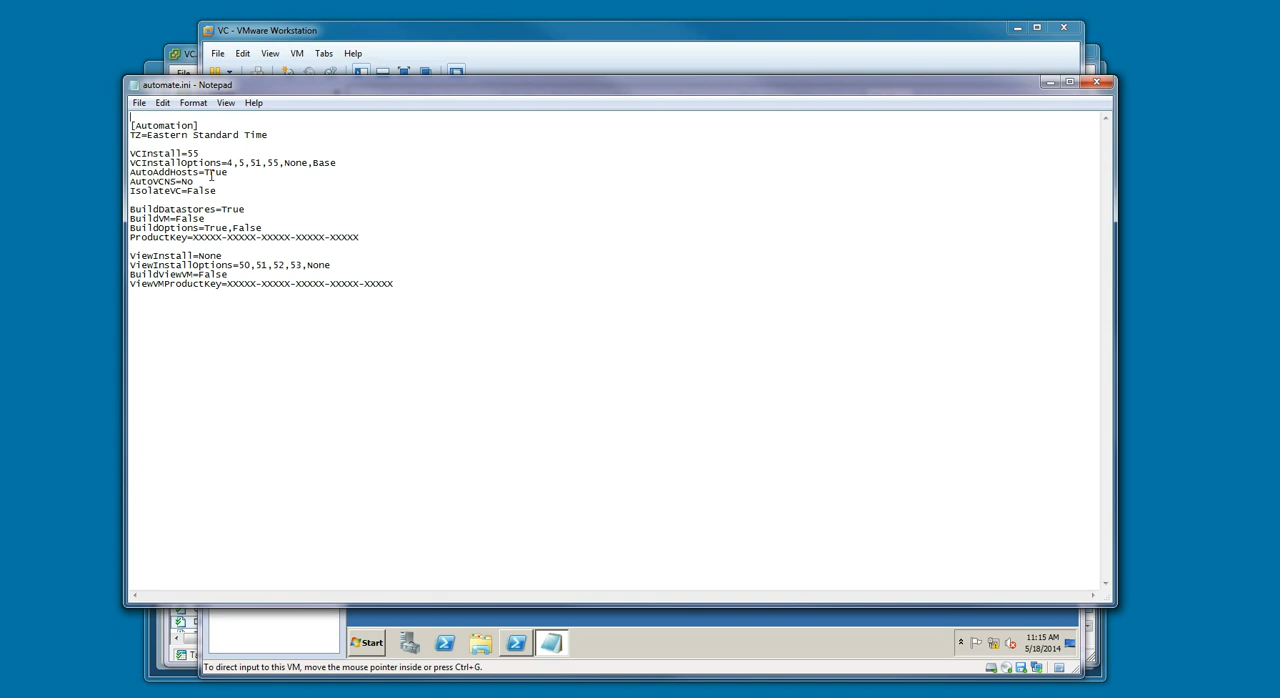 VC - VMware Workstation
File Edit View VM Tabs Help
VC
File
automate.ini - Notepad
File Edit Format View Help
[Automation]
TZ=Eastern Standard Time
VCInstall=55
VCInstallOptions=4,5,51,55,None,Base
AutoAddHosts=True
AutoVCNS=No
IsolateVC=False
BuildDatastores=True
BuildVM=False
BuildOptions=True,False
ProductKey=XXXXX-XXXXX-XXXXX-XXXXX-XXXXX
ViewInstall=None
ViewInstallOptions=50,51,52,53,None
BuildViewVM=False
ViewVMProductKey=XXXXX-XXXXX-XXXXX-XXXXX-XXXXX
Start
11:15 AM
5/18/2014
To direct input to this VM, move the mouse pointer inside or press Ctrl+G.